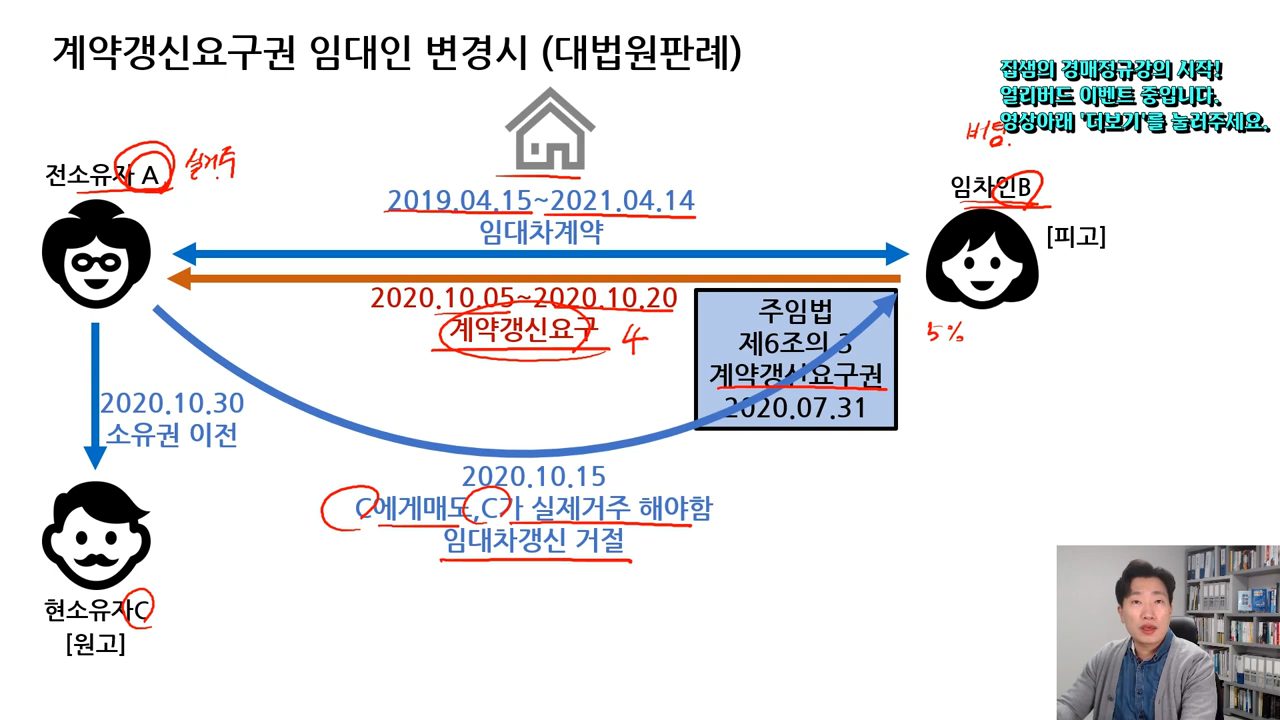 계약갱신요구권 임대인 변경시 (대법원판례)
집샘의 경매정규강의 시작!
얼리버드 이벤트 중입니다.
영상아래 '더보기'를 눌러주세요.
버팀.
전소유자 A
실거주
임차인B
[피고]
2019.04.15~2021.04.14
임대차계약
2020.10.05~2020.10.20
계약갱신요구
4
주임법
제6조의 3
계약갱신요구권
2020.07.31
5%
2020.10.30
소유권 이전
2020.10.15
C에게매도,C가 실제거주 해야함
임대차갱신 거절
현소유자C
[원고]